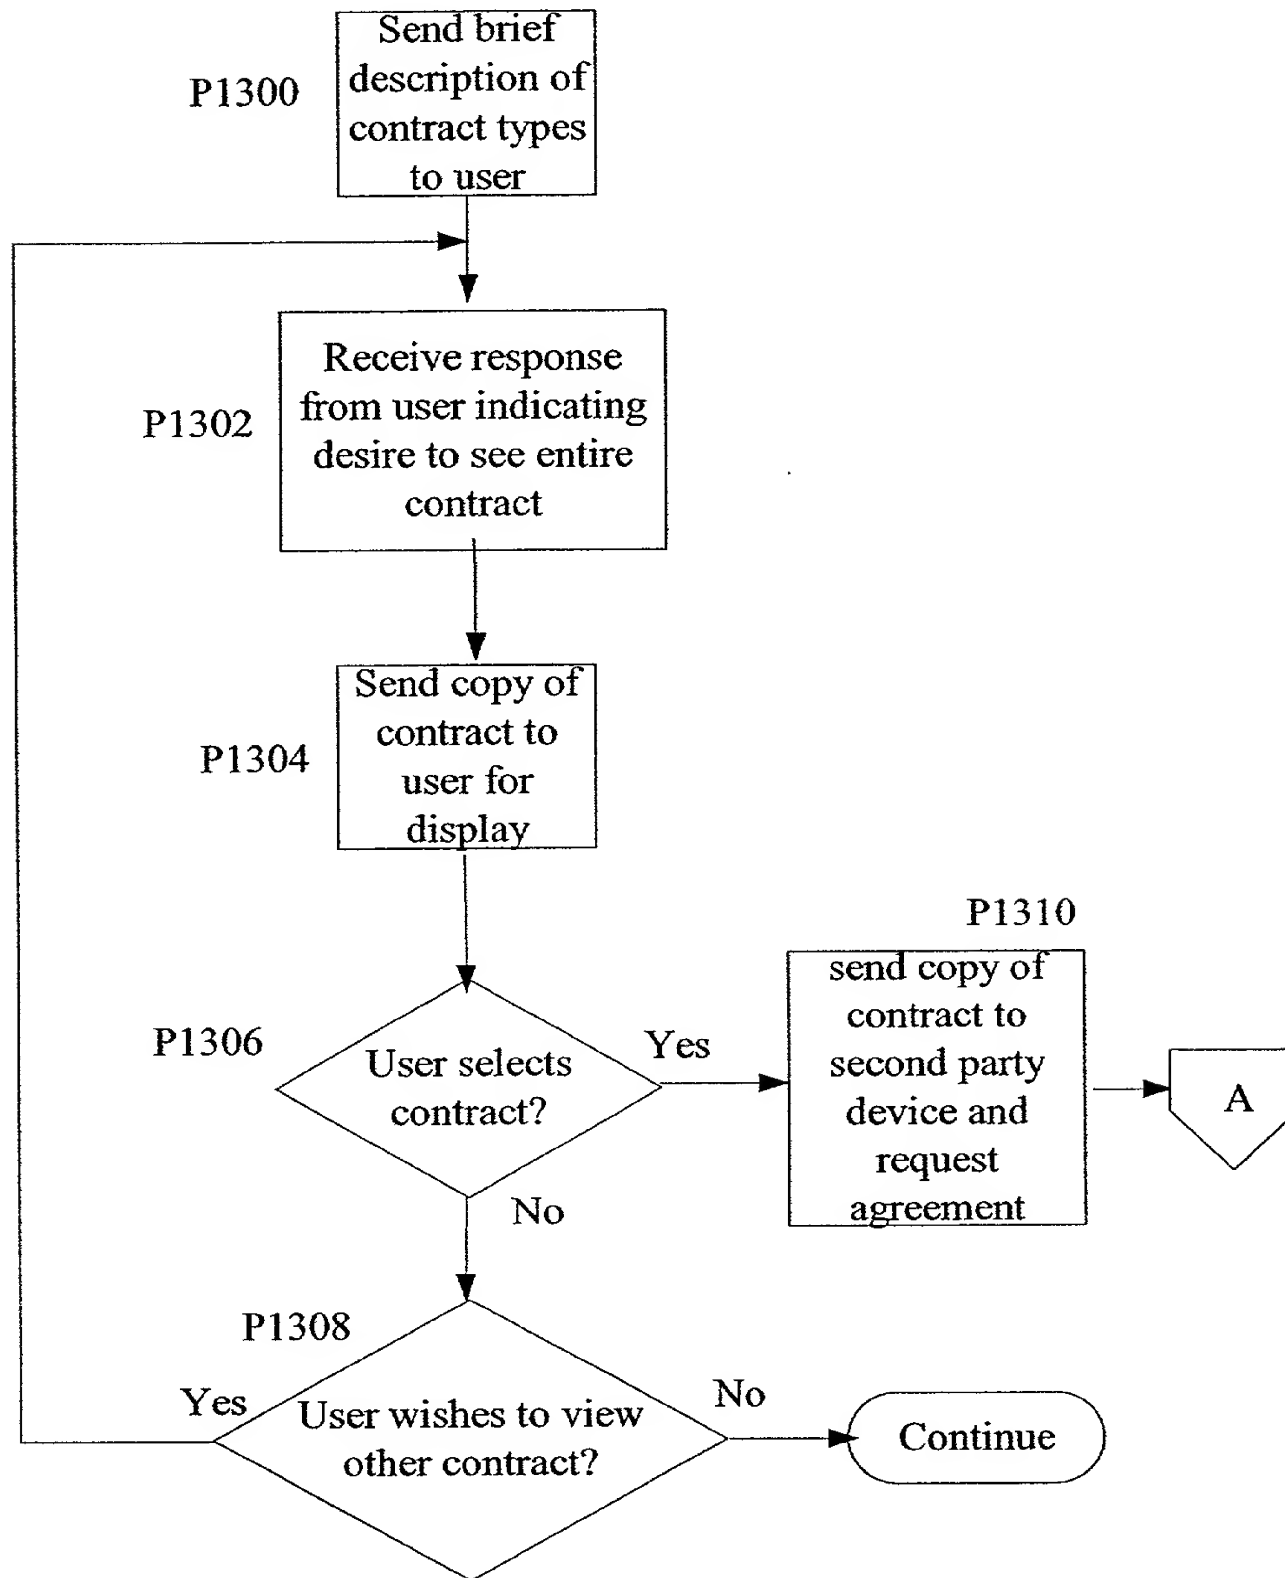 Send brief
description of
contract types
to user
P1300
Receive response
from user indicating
desire to see entire
contract
P1302
Send copy of
contract to
user for
display
P1304
P1306
User selects
contract?
Yes
No
P1310
send copy of
contract to
second party
device and
request
agreement
A
P1308
Yes
User wishes to view
other contract?
No
Continue